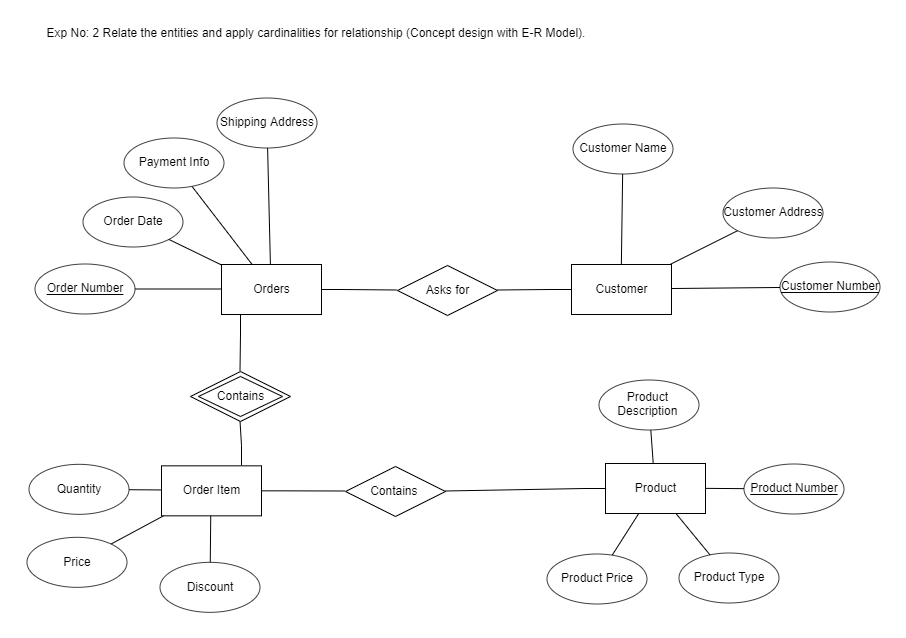 Exp No: 2 Relate the entities and apply cardinalities for relationship (Concept design with E-R Model).
Shipping Address
Customer Name
Payment Info
Customer Address
Order Date
Order Number
Orders
Asks for
Customer
Customer Number
Contains
Product
Description
Quantity
Order Item
Contains
Product
Product Number
Price
Discount
Product Price
Product Type